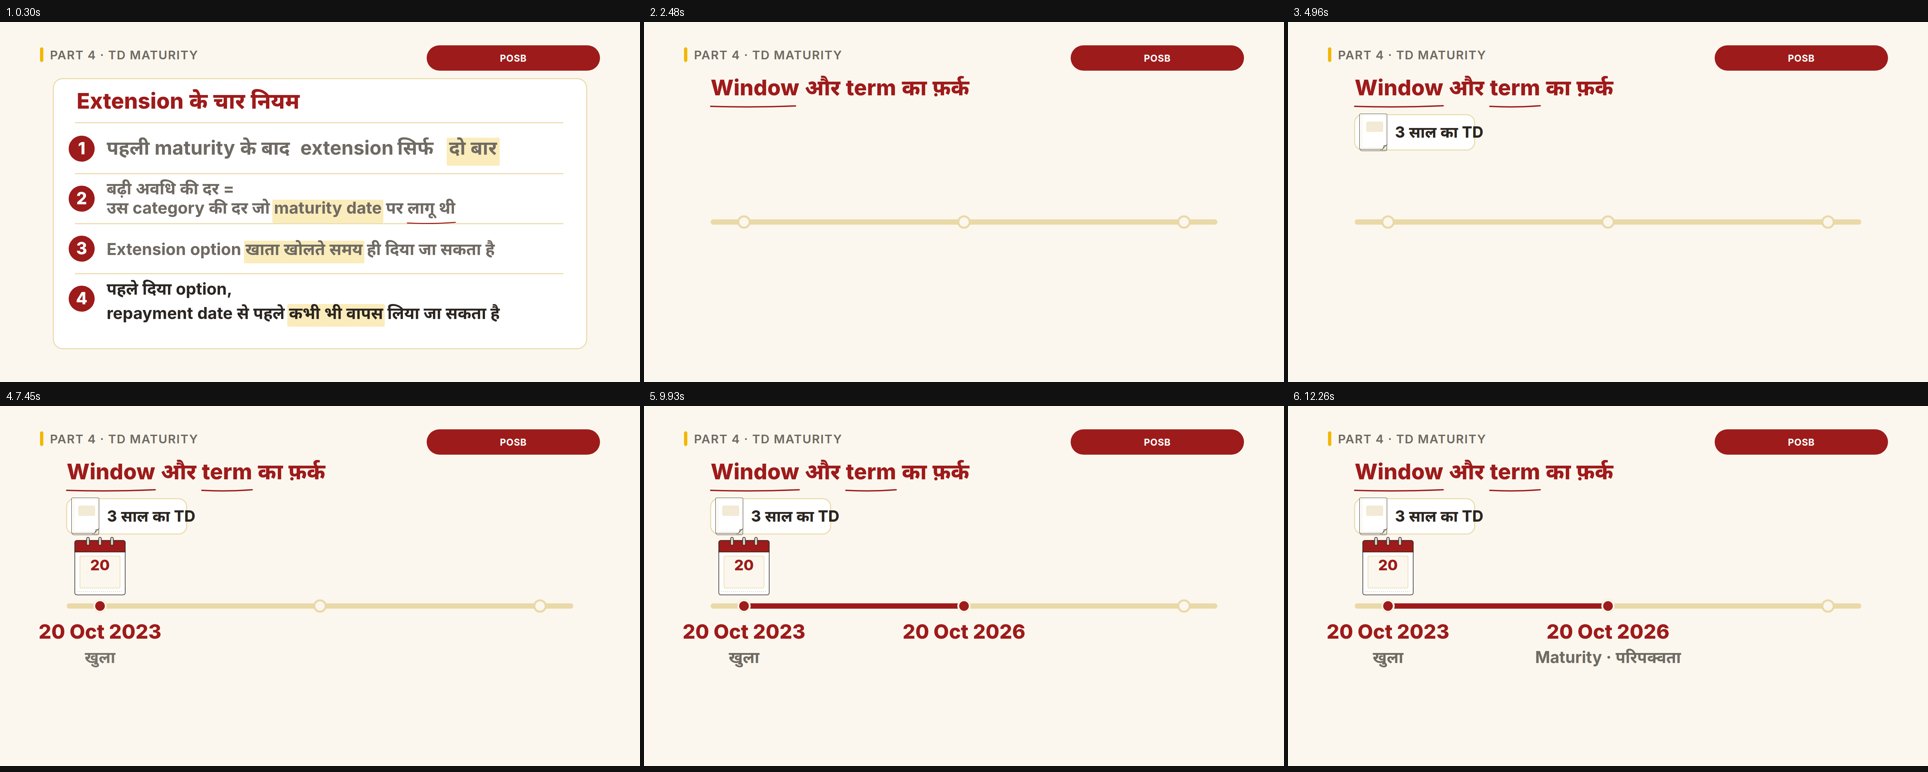 1. 0.30s
PART 4 · TD MATURITY
POSB
Extension के चार नियम
1 पहली maturity के बाद extension सिर्फ दो बार
2 बढ़ी अवधि की दर =
उस category की दर जो maturity date पर लागू थी
3 Extension option खाता खोलते समय ही दिया जा सकता है
4 पहले दिया option,
repayment date से पहले कभी भी वापस लिया जा सकता है
2. 2.48s
PART 4 · TD MATURITY
POSB
Window और term का फ़र्क
3. 4.96s
PART 4 · TD MATURITY
POSB
Window और term का फ़र्क
3 साल का TD
4. 7.45s
PART 4 · TD MATURITY
POSB
Window और term का फ़र्क
3 साल का TD
20
20 Oct 2023
खुला
5. 9.93s
PART 4 · TD MATURITY
POSB
Window और term का फ़र्क
3 साल का TD
20
20 Oct 2023
20 Oct 2026
खुला
6. 12.26s
PART 4 · TD MATURITY
POSB
Window और term का फ़र्क
3 साल का TD
20
20 Oct 2023
20 Oct 2026
खुला
Maturity · परिपक्वता